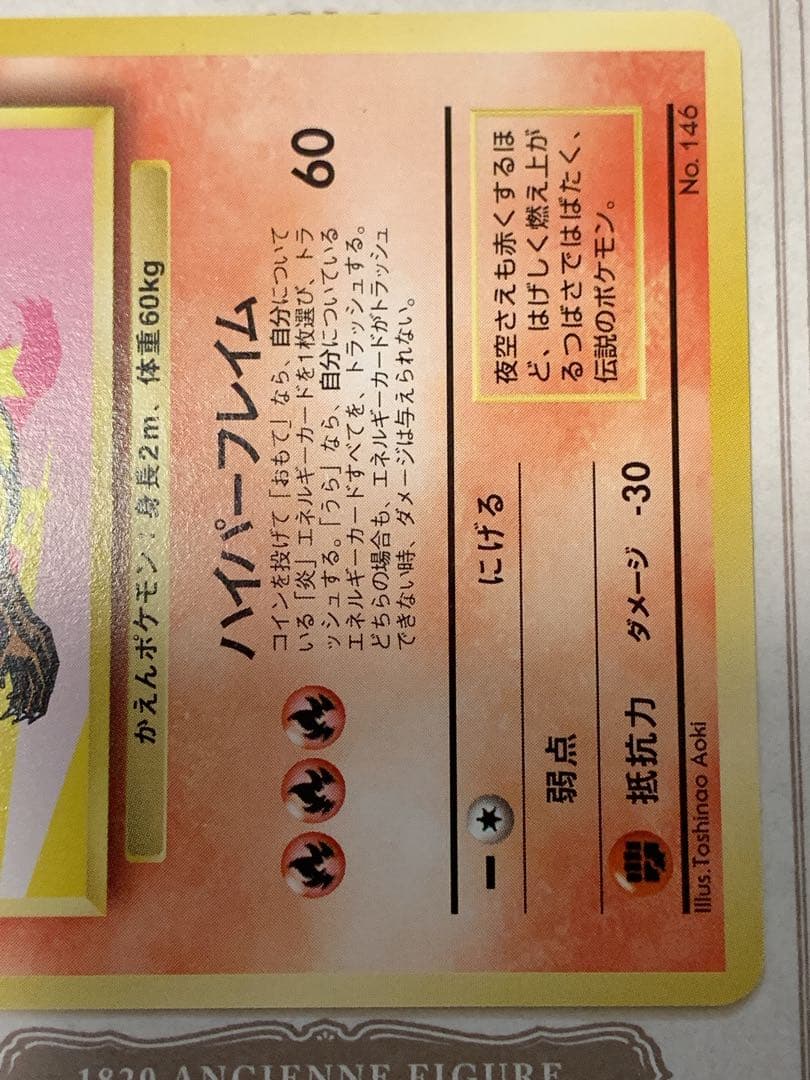 かえんポケモン：身長2m、体重60kg
ハイパーフレイム 60
コインを投げて「おもて」なら、自分について
いる「炎」エネルギーカードを1枚選び、トラ
ッシュする。「うら」なら、自分についている
エネルギーカードすべてを、トラッシュする。
どちらの場合も、エネルギーカードがトラッシュ
できない時、ダメージは与えられない。
にげる
弱点
抵抗力 ダメージ -30
夜空さえも赤くするほ
ど、はげしく燃え上が
るつばさではばたく、
伝説のポケモン。
Illus.Toshinao Aoki
No. 146
1820 ANCIENNE FIGURE